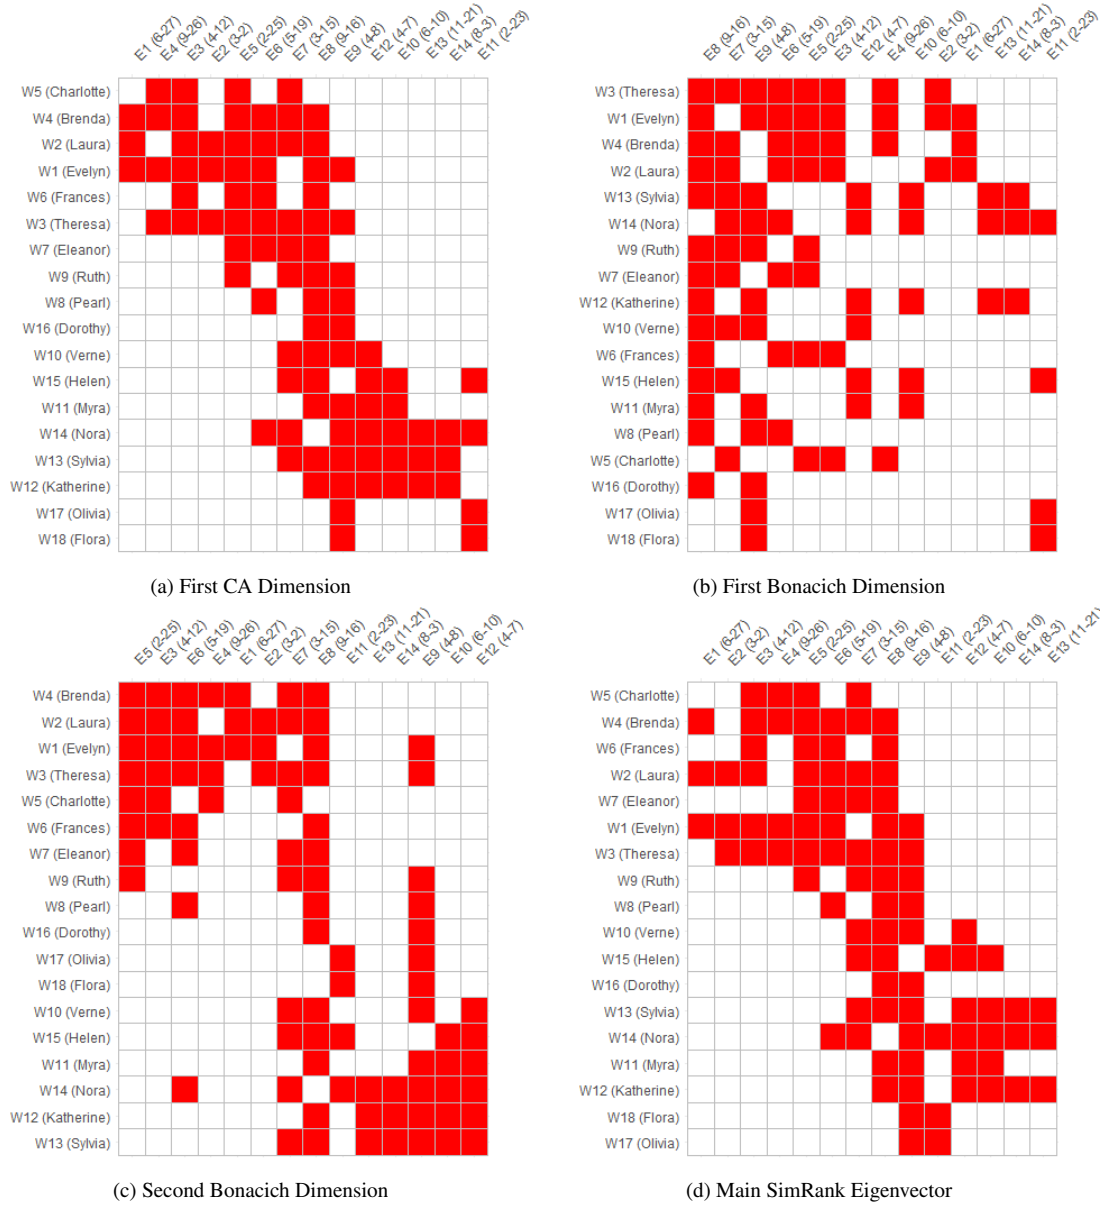 E1 (6-27) E4 (9-26) E3 (4-12) E2 (3-2) E5 (2-25) E6 (5-19) E7 (3-15) E8 (9-16) E9 (4-8) E12 (4-7) E10 (6-10) E13 (11-21) E14 (8-3) E11 (2-23)
W5 (Charlotte)
W4 (Brenda)
W2 (Laura)
W1 (Evelyn)
W6 (Frances)
W3 (Theresa)
W7 (Eleanor)
W9 (Ruth)
W8 (Pearl)
W16 (Dorothy)
W10 (Verne)
W15 (Helen)
W11 (Myra)
W14 (Nora)
W13 (Sylvia)
W12 (Katherine)
W17 (Olivia)
W18 (Flora)
(a) First CA Dimension
E8 (9-16) E7 (3-15) E9 (4-8) E6 (5-19) E5 (2-25) E3 (4-12) E12 (4-7) E4 (9-26) E10 (6-10) E2 (3-2) E1 (6-27) E13 (11-21) E14 (8-3) E11 (2-23)
W3 (Theresa)
W1 (Evelyn)
W4 (Brenda)
W2 (Laura)
W13 (Sylvia)
W14 (Nora)
W9 (Ruth)
W7 (Eleanor)
W12 (Katherine)
W10 (Verne)
W6 (Frances)
W15 (Helen)
W11 (Myra)
W8 (Pearl)
W5 (Charlotte)
W16 (Dorothy)
W17 (Olivia)
W18 (Flora)
(b) First Bonacich Dimension
E5 (2-25) E3 (4-12) E6 (5-19) E4 (9-26) E1 (6-27) E2 (3-2) E7 (3-15) E8 (9-16) E11 (2-23) E13 (11-21) E14 (8-3) E9 (4-8) E10 (6-10) E12 (4-7)
W4 (Brenda)
W2 (Laura)
W1 (Evelyn)
W3 (Theresa)
W5 (Charlotte)
W6 (Frances)
W7 (Eleanor)
W9 (Ruth)
W8 (Pearl)
W16 (Dorothy)
W17 (Olivia)
W18 (Flora)
W10 (Verne)
W15 (Helen)
W11 (Myra)
W14 (Nora)
W12 (Katherine)
W13 (Sylvia)
(c) Second Bonacich Dimension
E1 (6-27) E2 (3-2) E3 (4-12) E4 (9-26) E5 (2-25) E6 (5-19) E7 (3-15) E8 (9-16) E9 (4-8) E11 (2-23) E12 (4-7) E10 (6-10) E14 (8-3) E13 (11-21)
W5 (Charlotte)
W4 (Brenda)
W6 (Frances)
W2 (Laura)
W7 (Eleanor)
W1 (Evelyn)
W3 (Theresa)
W9 (Ruth)
W8 (Pearl)
W10 (Verne)
W15 (Helen)
W16 (Dorothy)
W13 (Sylvia)
W14 (Nora)
W11 (Myra)
W12 (Katherine)
W18 (Flora)
W17 (Olivia)
(d) Main SimRank Eigenvector